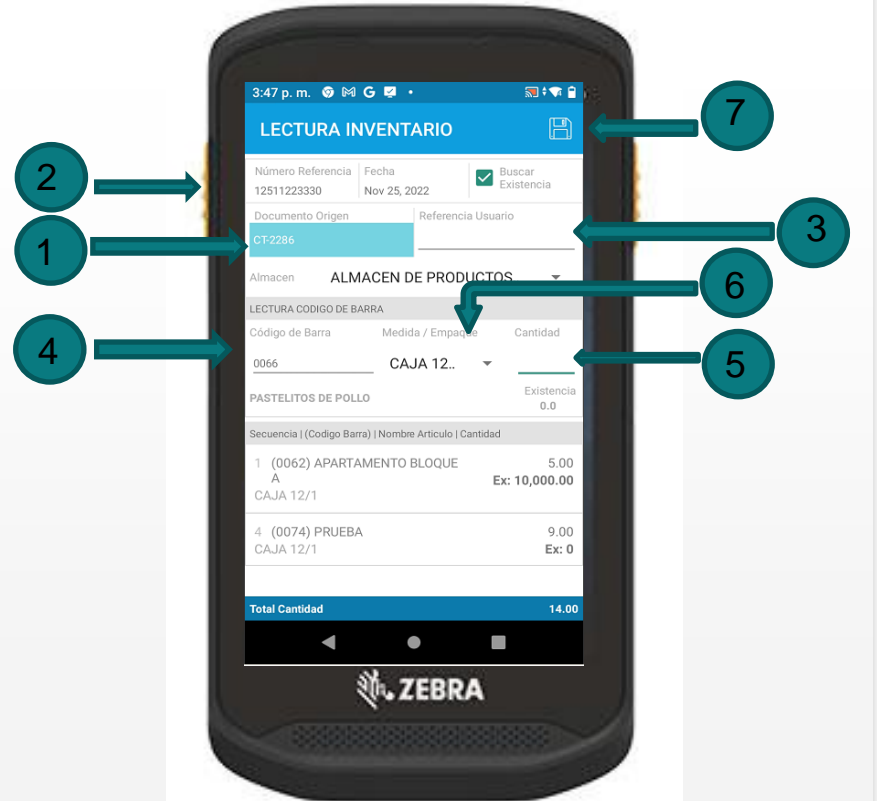 3:47 p. m.
LECTURA INVENTARIO
7
Número Referencia Fecha Buscar
12511223330 Nov 25, 2022 Existencia
2
Documento Origen Referencia Usuario
CT-2286
3
1
Almacen ALMACEN DE PRODUCTOS
6
LECTURA CODIGO DE BARRA
Código de Barra Medida / Empaque Cantidad
4
0066 CAJA 12..
5
PASTELITOS DE POLLO Existencia
0.0
Secuencia | (Codigo Barra) | Nombre Articulo | Cantidad
1 (0062) APARTAMENTO BLOQUE 5.00
A Ex: 10,000.00
CAJA 12/1
4 (0074) PRUEBA 9.00
CAJA 12/1 Ex: 0
Total Cantidad 14.00
ZEBRA